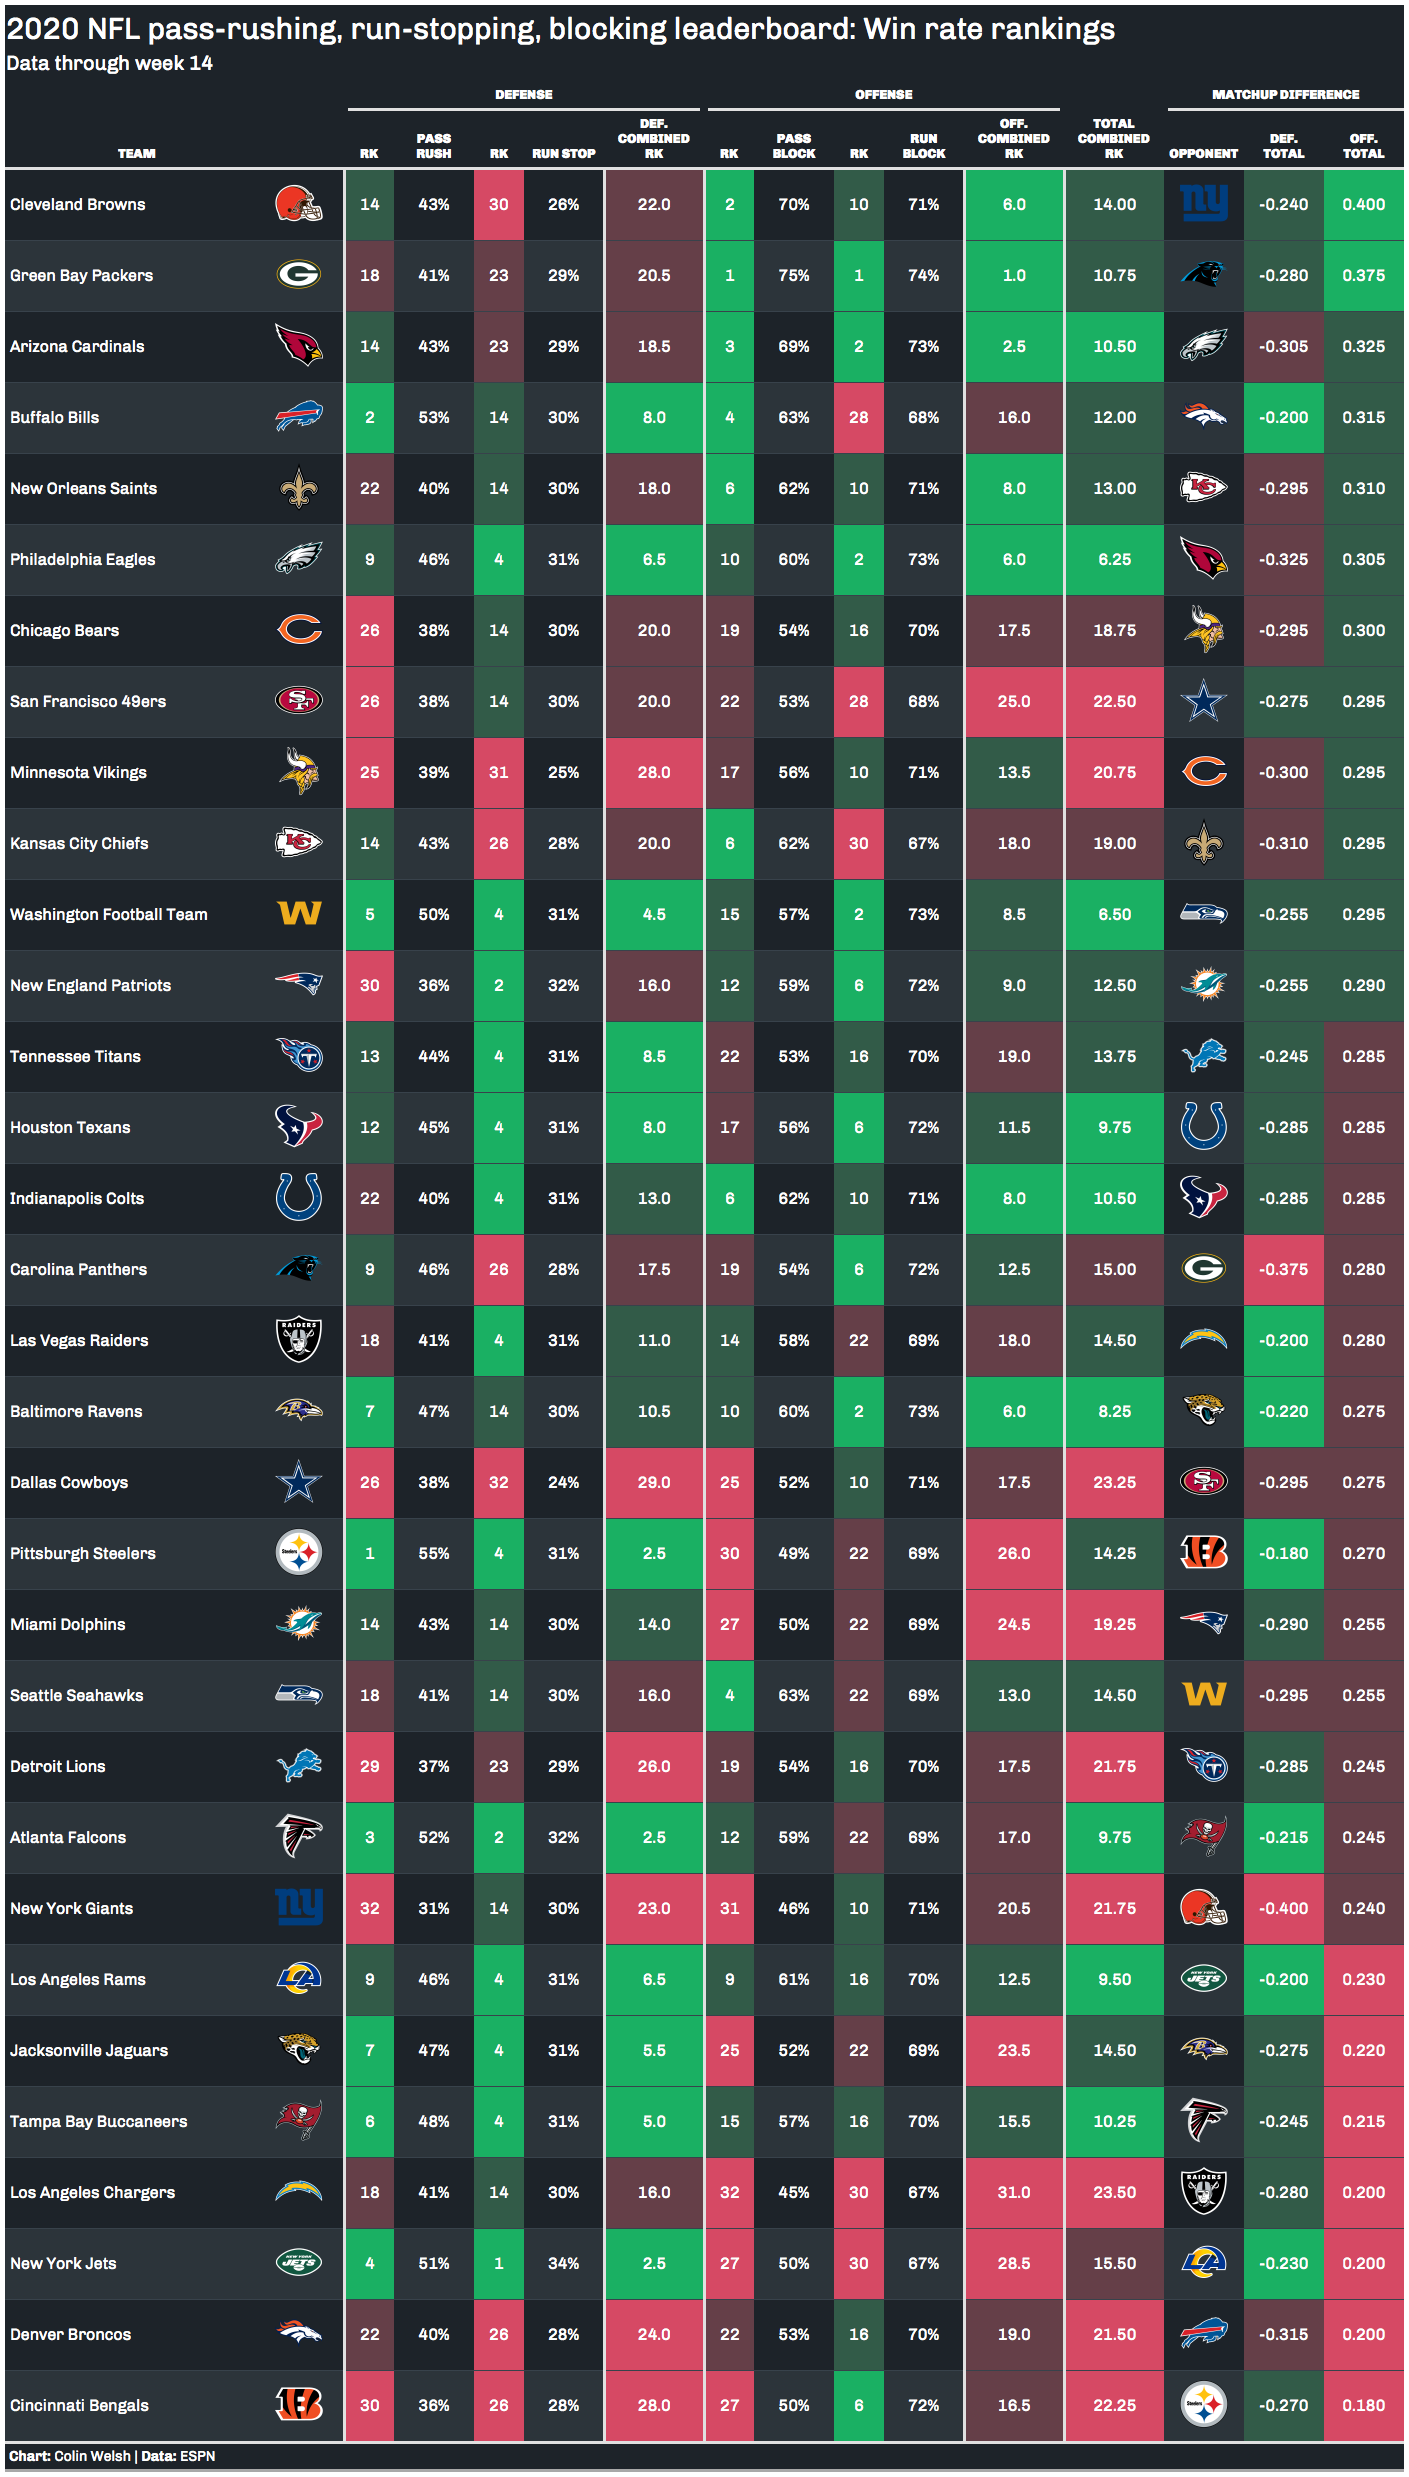 2020 NFL pass-rushing, run-stopping, blocking leaderboard: Win rate rankings
Data through week 14
DEFENSE OFFENSE MATCHUP DIFFERENCE
TEAM RK PASS RUSH RK RUN STOP DEF. COMBINED RK RK PASS BLOCK RK RUN BLOCK OFF. COMBINED RK TOTAL COMBINED RK OPPONENT DEF. TOTAL OFF. TOTAL
Cleveland Browns 14 43% 30 26% 22.0 2 70% 10 71% 6.0 14.00 ny -0.240 0.400
Green Bay Packers G 18 41% 23 29% 20.5 1 75% 1 74% 1.0 10.75 -0.280 0.375
Arizona Cardinals 14 43% 23 29% 18.5 3 69% 2 73% 2.5 10.50 -0.305 0.325
Buffalo Bills 2 53% 14 30% 8.0 4 63% 28 68% 16.0 12.00 -0.200 0.315
New Orleans Saints 22 40% 14 30% 18.0 6 62% 10 71% 8.0 13.00 KC -0.295 0.310
Philadelphia Eagles 9 46% 4 31% 6.5 10 60% 2 73% 6.0 6.25 -0.325 0.305
Chicago Bears C 26 38% 14 30% 20.0 19 54% 16 70% 17.5 18.75 -0.295 0.300
San Francisco 49ers SF 26 38% 14 30% 20.0 22 53% 28 68% 25.0 22.50 -0.275 0.295
Minnesota Vikings 25 39% 31 25% 28.0 17 56% 10 71% 13.5 20.75 C -0.300 0.295
Kansas City Chiefs KC 14 43% 26 28% 20.0 6 62% 30 67% 18.0 19.00 -0.310 0.295
Washington Football Team W 5 50% 4 31% 4.5 15 57% 2 73% 8.5 6.50 -0.255 0.295
New England Patriots 30 36% 2 32% 16.0 12 59% 6 72% 9.0 12.50 -0.255 0.290
Tennessee Titans T 13 44% 4 31% 8.5 22 53% 16 70% 19.0 13.75 -0.245 0.285
Houston Texans 12 45% 4 31% 8.0 17 56% 6 72% 11.5 9.75 -0.285 0.285
Indianapolis Colts 22 40% 4 31% 13.0 6 62% 10 71% 8.0 10.50 -0.285 0.285
Carolina Panthers 9 46% 26 28% 17.5 19 54% 6 72% 12.5 15.00 G -0.375 0.280
Las Vegas Raiders RAIDERS 18 41% 4 31% 11.0 14 58% 22 69% 18.0 14.50 -0.200 0.280
Baltimore Ravens 7 47% 14 30% 10.5 10 60% 2 73% 6.0 8.25 -0.220 0.275
Dallas Cowboys 26 38% 32 24% 29.0 25 52% 10 71% 17.5 23.25 SF -0.295 0.275
Pittsburgh Steelers Steelers 1 55% 4 31% 2.5 30 49% 22 69% 26.0 14.25 B -0.180 0.270
Miami Dolphins 14 43% 14 30% 14.0 27 50% 22 69% 24.5 19.25 -0.290 0.255
Seattle Seahawks 18 41% 14 30% 16.0 4 63% 22 69% 13.0 14.50 W -0.295 0.255
Detroit Lions 29 37% 23 29% 26.0 19 54% 16 70% 17.5 21.75 T -0.285 0.245
Atlanta Falcons 3 52% 2 32% 2.5 12 59% 22 69% 17.0 9.75 -0.215 0.245
New York Giants ny 32 31% 14 30% 23.0 31 46% 10 71% 20.5 21.75 -0.400 0.240
Los Angeles Rams LA 9 46% 4 31% 6.5 9 61% 16 70% 12.5 9.50 NEW YORK JETS -0.200 0.230
Jacksonville Jaguars 7 47% 4 31% 5.5 25 52% 22 69% 23.5 14.50 -0.275 0.220
Tampa Bay Buccaneers 6 48% 4 31% 5.0 15 57% 16 70% 15.5 10.25 -0.245 0.215
Los Angeles Chargers 18 41% 14 30% 16.0 32 45% 30 67% 31.0 23.50 RAIDERS -0.280 0.200
New York Jets NEW YORK JETS 4 51% 1 34% 2.5 27 50% 30 67% 28.5 15.50 LA -0.230 0.200
Denver Broncos 22 40% 26 28% 24.0 22 53% 16 70% 19.0 21.50 -0.315 0.200
Cincinnati Bengals B 30 36% 26 28% 28.0 27 50% 6 72% 16.5 22.25 Steelers -0.270 0.180
Chart: Colin Welsh | Data: ESPN